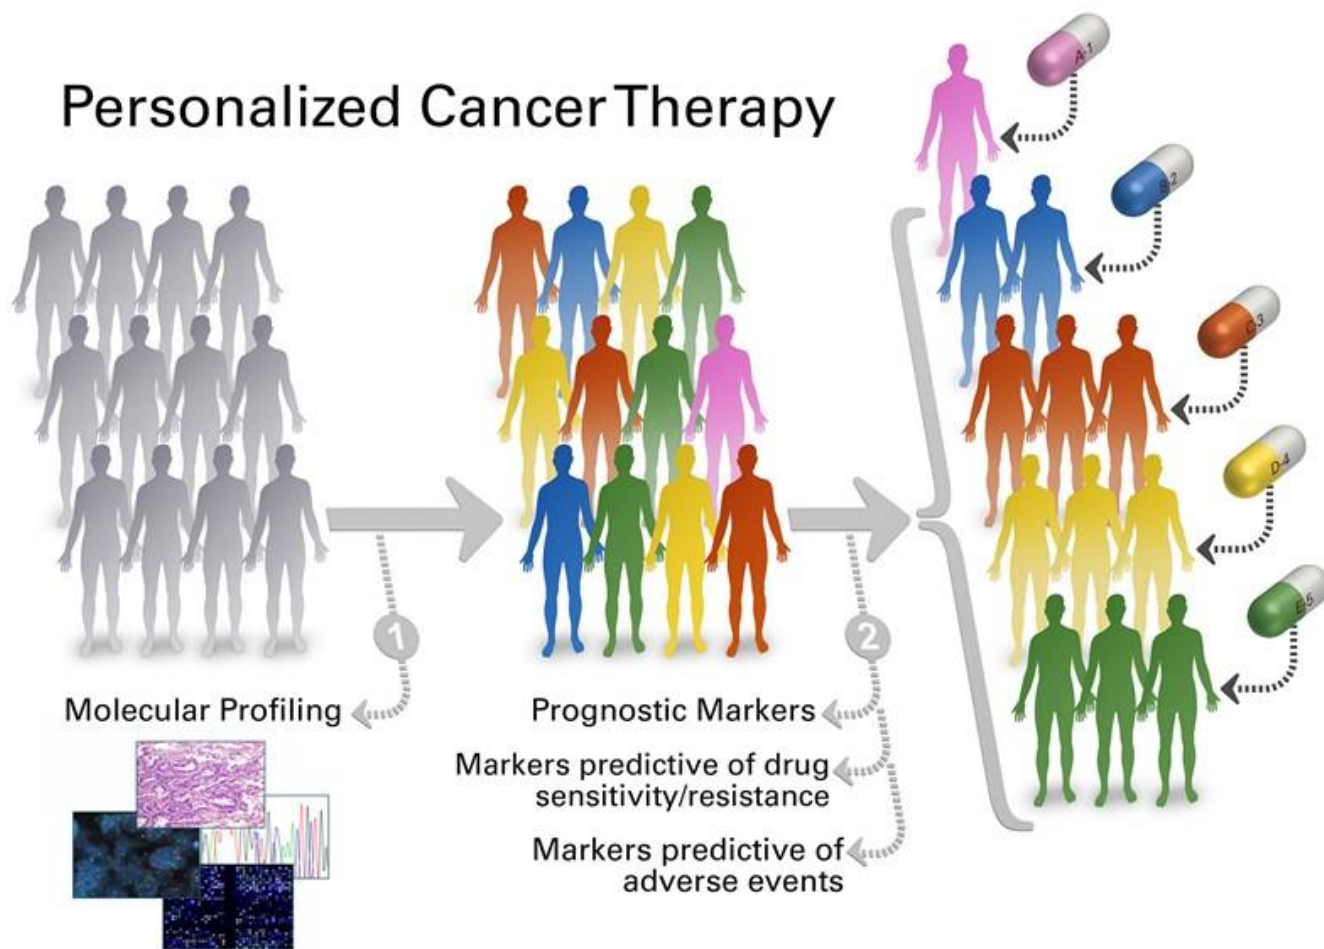 Personalized Cancer Therapy
A-1
B-2
C-3
D-4
E-5
1
2
Molecular Profiling
Prognostic Markers
Markers predictive of drug
sensitivity/resistance
Markers predictive of
adverse events